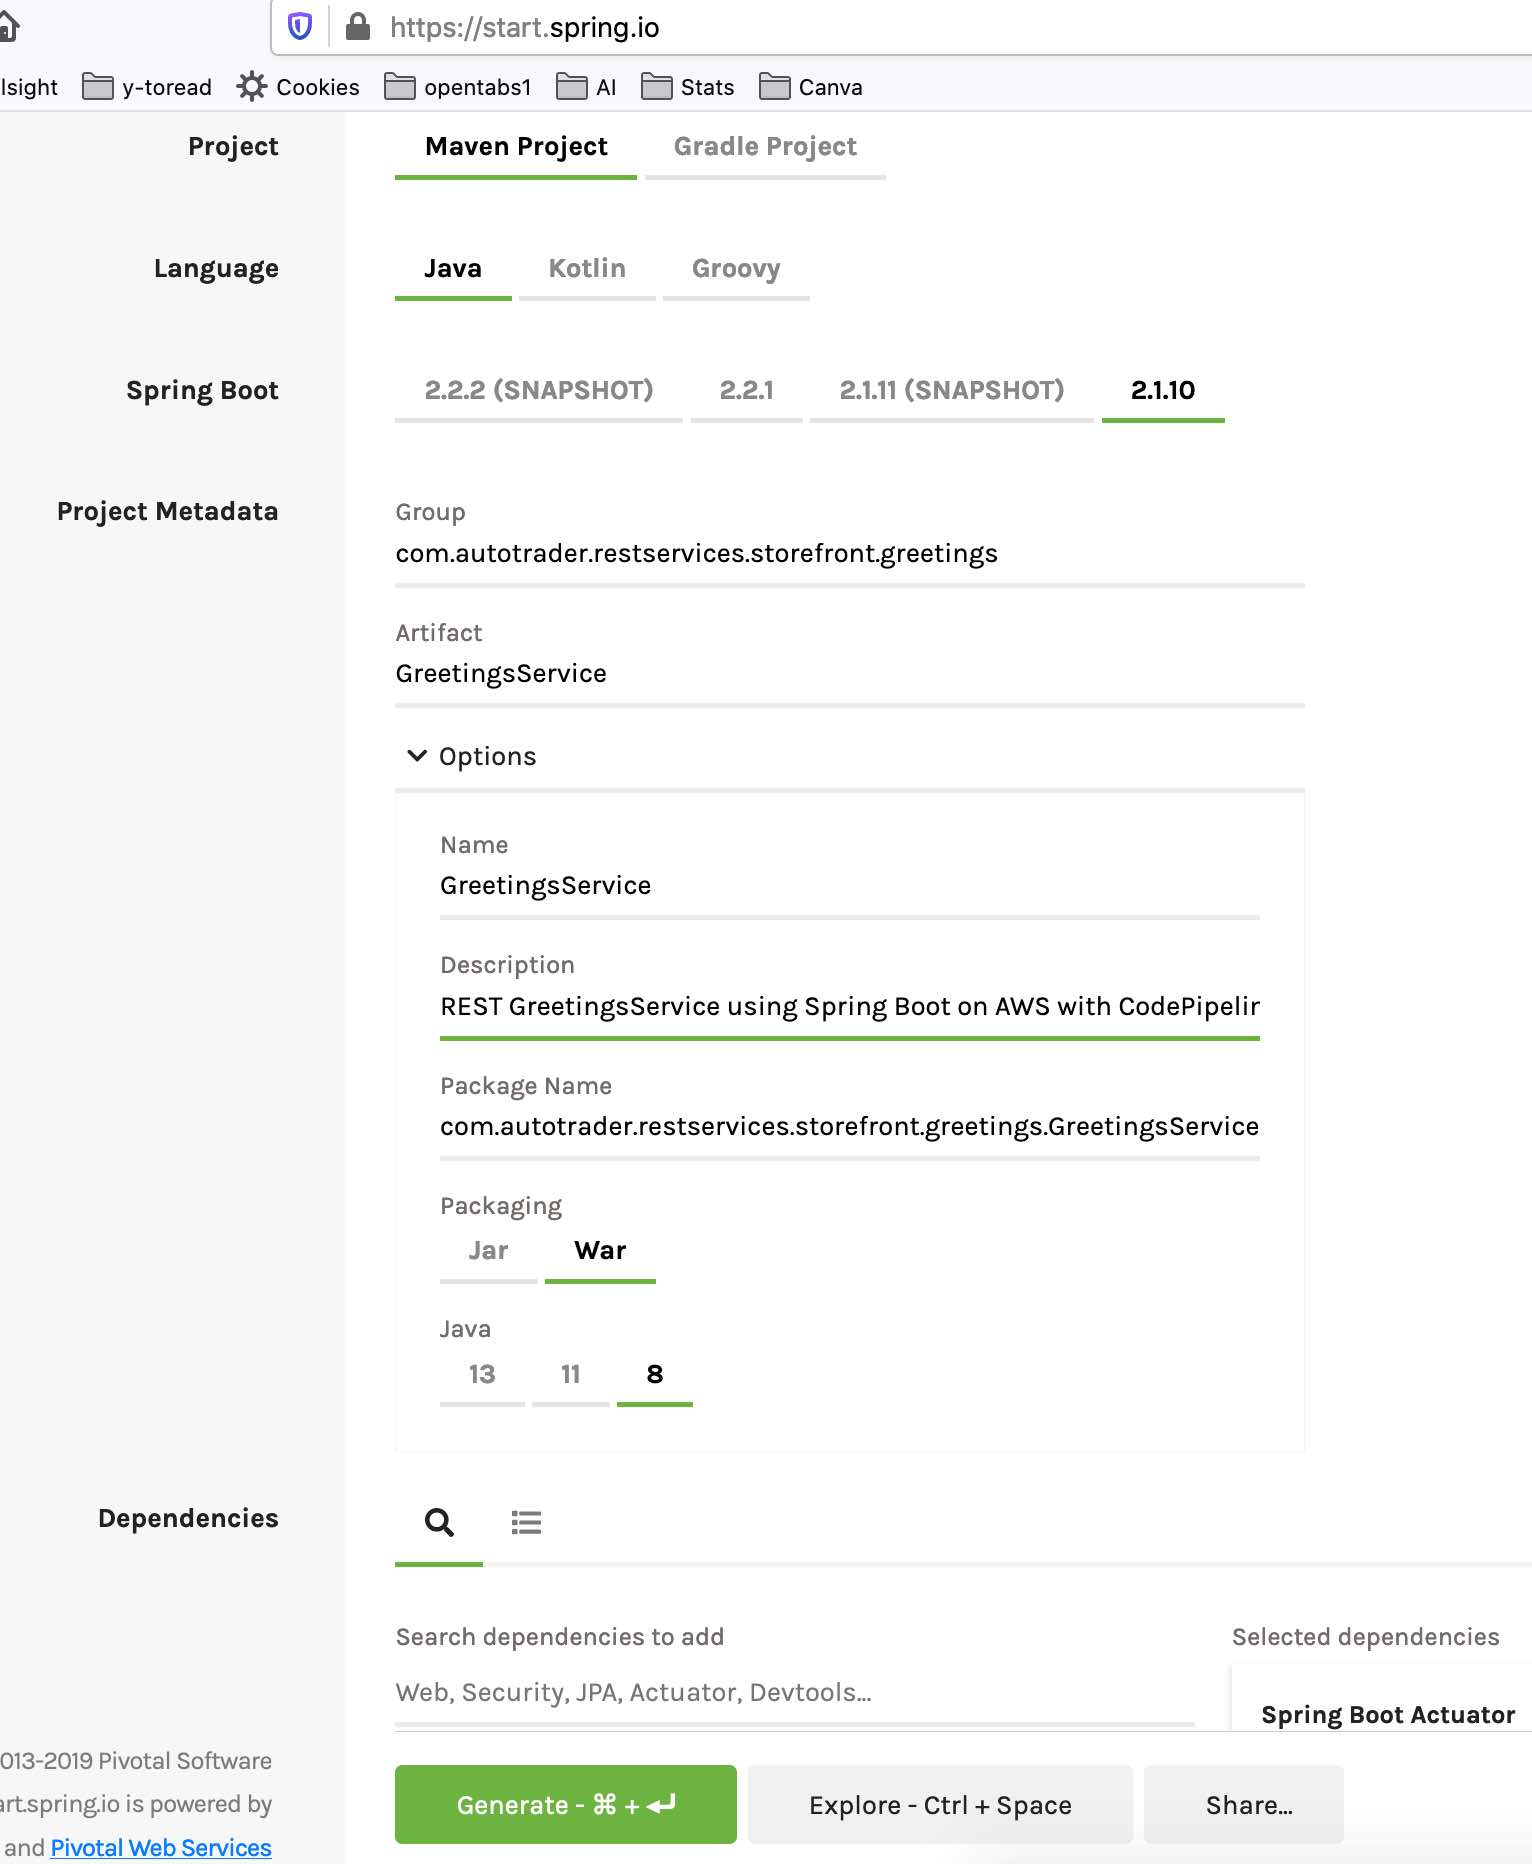 https://start.spring.io
lsight y-toread Cookies opentabs1 AI Stats Canva
Project Maven Project Gradle Project
Language Java Kotlin Groovy
Spring Boot 2.2.2 (SNAPSHOT) 2.2.1 2.1.11 (SNAPSHOT) 2.1.10
Project Metadata Group
com.autotrader.restservices.storefront.greetings
Artifact
GreetingsService
Options
Name
GreetingsService
Description
REST GreetingsService using Spring Boot on AWS with CodePipelin
Package Name
com.autotrader.restservices.storefront.greetings.GreetingsService
Packaging
Jar War
Java
13 11 8
Dependencies
Search dependencies to add Selected dependencies
Web, Security, JPA, Actuator, Devtools...
Spring Boot Actuator
013-2019 Pivotal Software
art.spring.io is powered by
and Pivotal Web Services
Generate - ⌘ + ↵ Explore - Ctrl + Space Share...